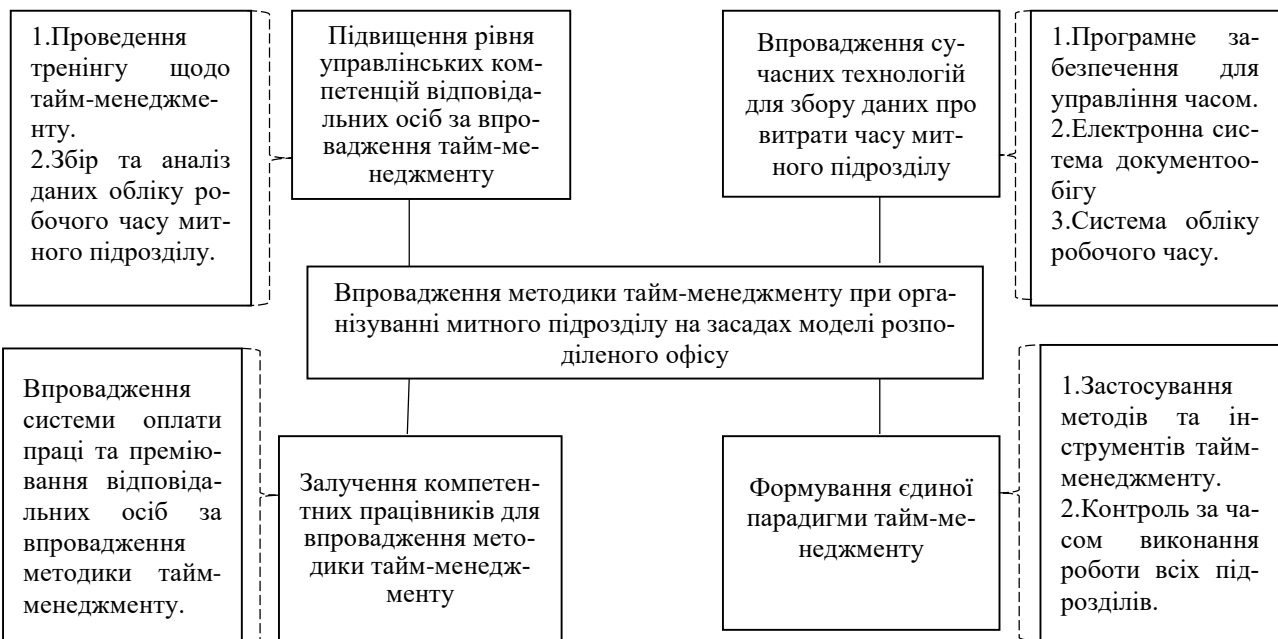 1.Проведення
тренінгу щодо
тайм-менеджме-
нту.
2.Збір та аналіз
даних обліку ро-
бочого часу мит-
ного підрозділу.
Підвищення рівня
управлінських ком-
петенцій відповіда-
льних осіб за впро-
вадження тайм-ме-
неджменту
Впровадження су-
часних технологій
для збору даних про
витрати часу мит-
ного підрозділу
1.Програмне за-
безпечення для
управління часом.
2.Електронна сис-
тема документоо-
бігу
3.Система обліку
робочого часу.
Впровадження методики тайм-менеджменту при орга-
нізуванні митного підрозділу на засадах моделі розпо-
діленого офісу
Впровадження
системи оплати
праці та премію-
вання відповіда-
льних осіб за
впровадження
методики тайм-
менеджменту.
Залучення компетен-
тних працівників для
впровадження мето-
дики тайм-менедж-
менту
Формування єдиної
парадигми тайм-ме-
неджменту
1.Застосування
методів та ін-
струментів тайм-
менеджменту.
2.Контроль за ча-
сом виконання
роботи всіх під-
розділів.